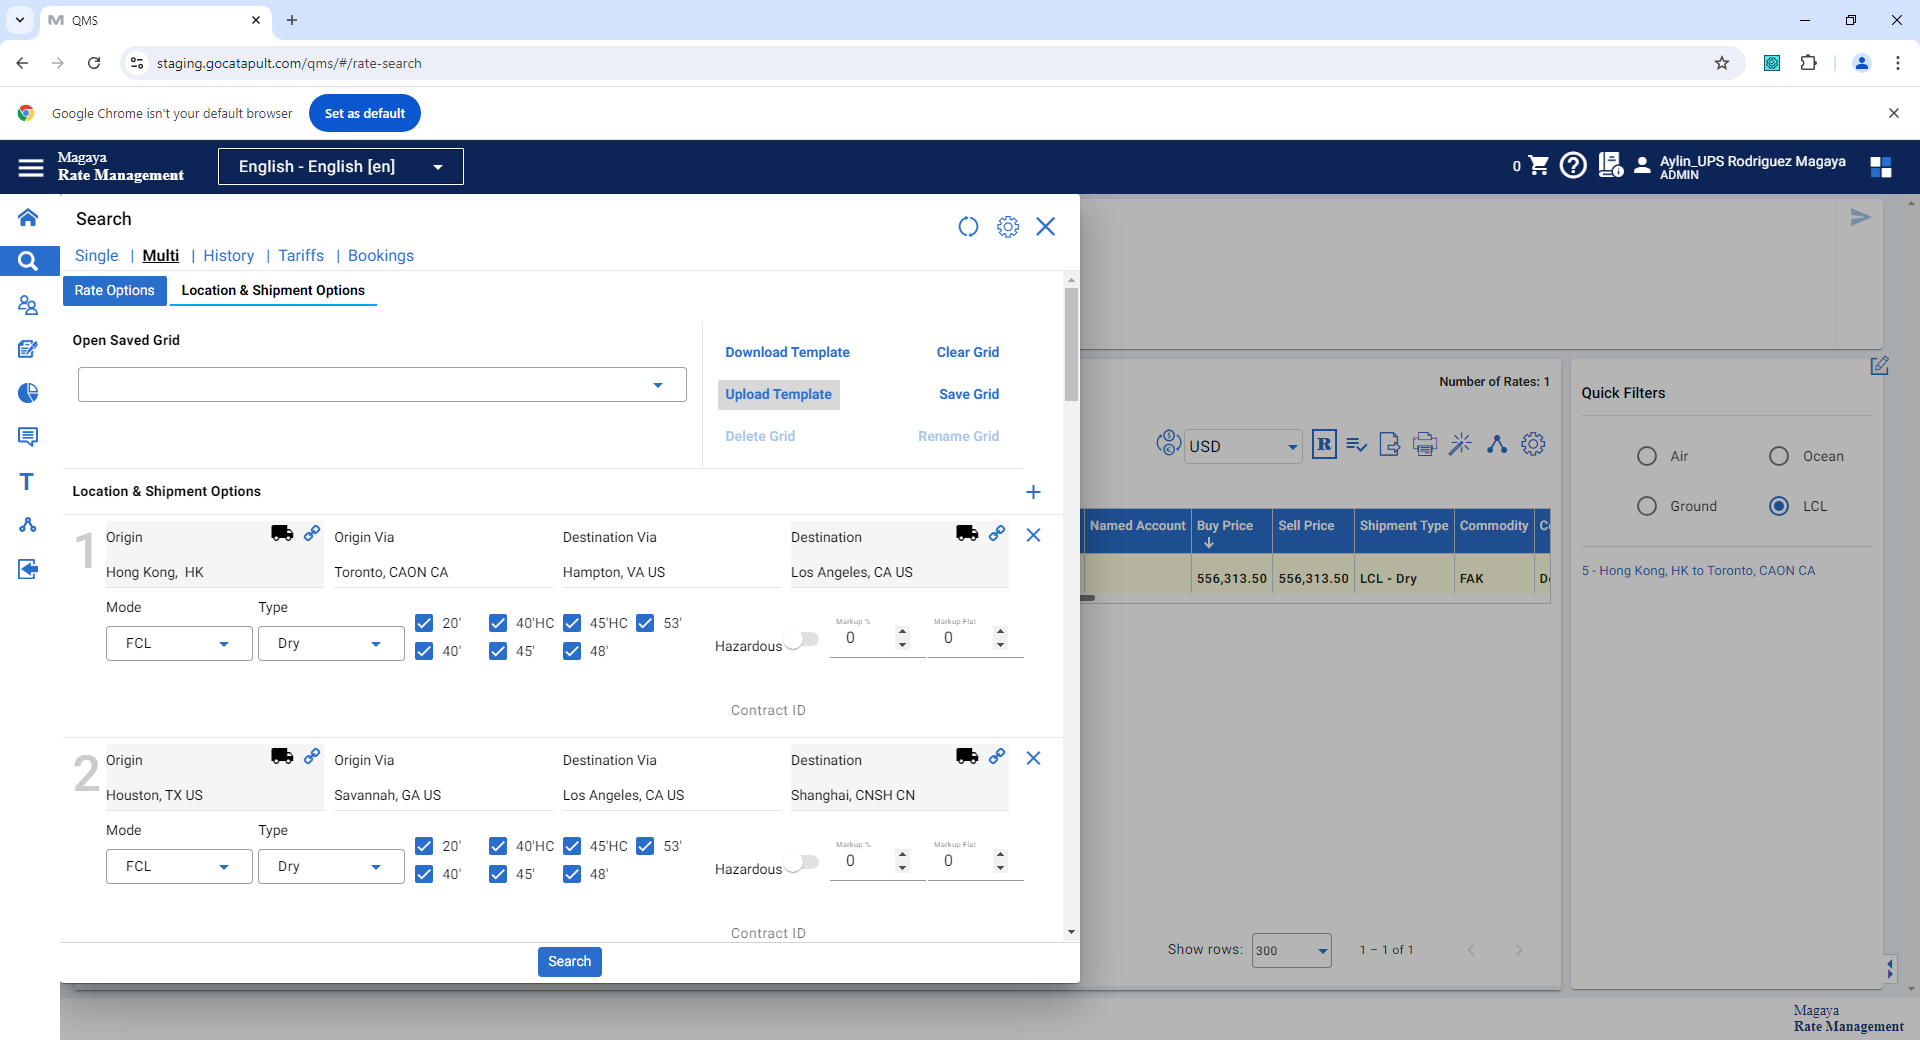 QMS
staging.gocatapult.com/qms/#/rate-search
Google Chrome isn't your default browser
Set as default
Magaya
Rate Management
English - English [en]
0
Aylin_UPS Rodriguez Magaya
ADMIN
Search
Single | Multi | History | Tariffs | Bookings
Rate Options
Location & Shipment Options
Open Saved Grid
Download Template
Clear Grid
Upload Template
Save Grid
Delete Grid
Rename Grid
Location & Shipment Options
1
Origin
Origin Via
Destination Via
Destination
Hong Kong, HK
Toronto, CAON CA
Hampton, VA US
Los Angeles, CA US
Mode
Type
FCL
Dry
20'
40'HC
45'HC
53'
40'
45'
48'
Hazardous
Markup %
0
Markup Flat
0
Contract ID
2
Origin
Origin Via
Destination Via
Destination
Houston, TX US
Savannah, GA US
Los Angeles, CA US
Shanghai, CNSH CN
Mode
Type
FCL
Dry
20'
40'HC
45'HC
53'
40'
45'
48'
Hazardous
Markup %
0
Markup Flat
0
Contract ID
Search
Number of Rates: 1
USD
R
Named Account
Buy Price
Sell Price
Shipment Type
Commodity
556,313.50
556,313.50
LCL - Dry
FAK
Show rows:
300
1 – 1 of 1
Quick Filters
Air
Ocean
Ground
LCL
5 - Hong Kong, HK to Toronto, CAON CA
T
Magaya
Rate Management